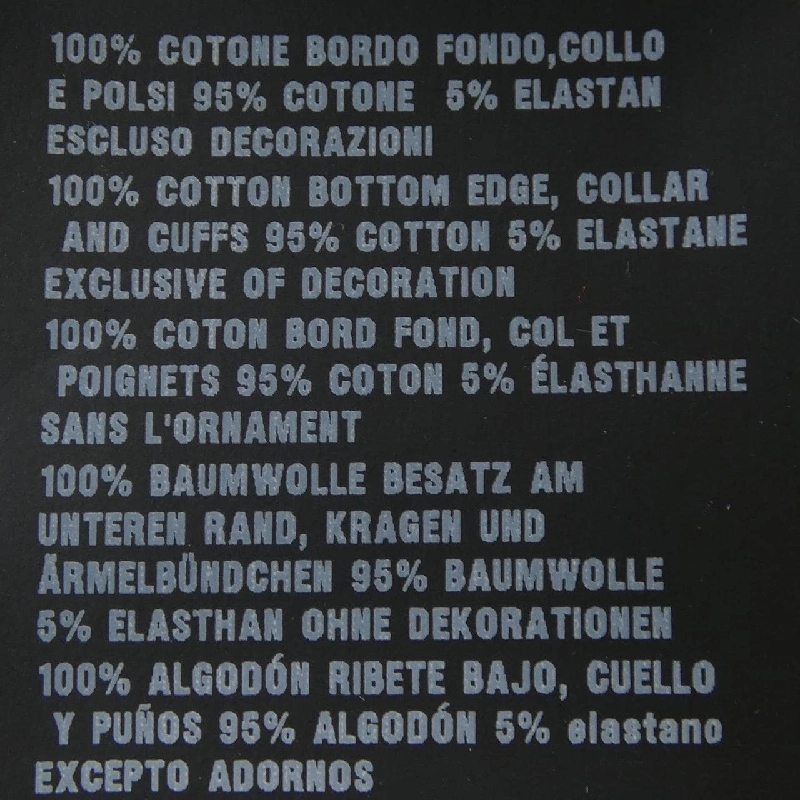 100% COTONE BORDO FONDO,COLLO
E POLSI 95% COTONE 5% ELASTAN
ESCLUSO DECORAZIONI
100% COTTON BOTTOM EDGE, COLLAR
AND CUFFS 95% COTTON 5% ELASTANE
EXCLUSIVE OF DECORATION
100% COTON BORD FOND, COL ET
POIGNETS 95% COTON 5% ÉLASTHANNE
SANS L'ORNAMENT
100% BAUMWOLLE BESATZ AM
UNTEREN RAND, KRAGEN UND
ÄRMELBÜNDCHEN 95% BAUMWOLLE
5% ELASTHAN OHNE DEKORATIONEN
100% ALGODÓN RIBETE BAJO, CUELLO
Y PUÑOS 95% ALGODÓN 5% elastano
EXCEPTO ADORNOS